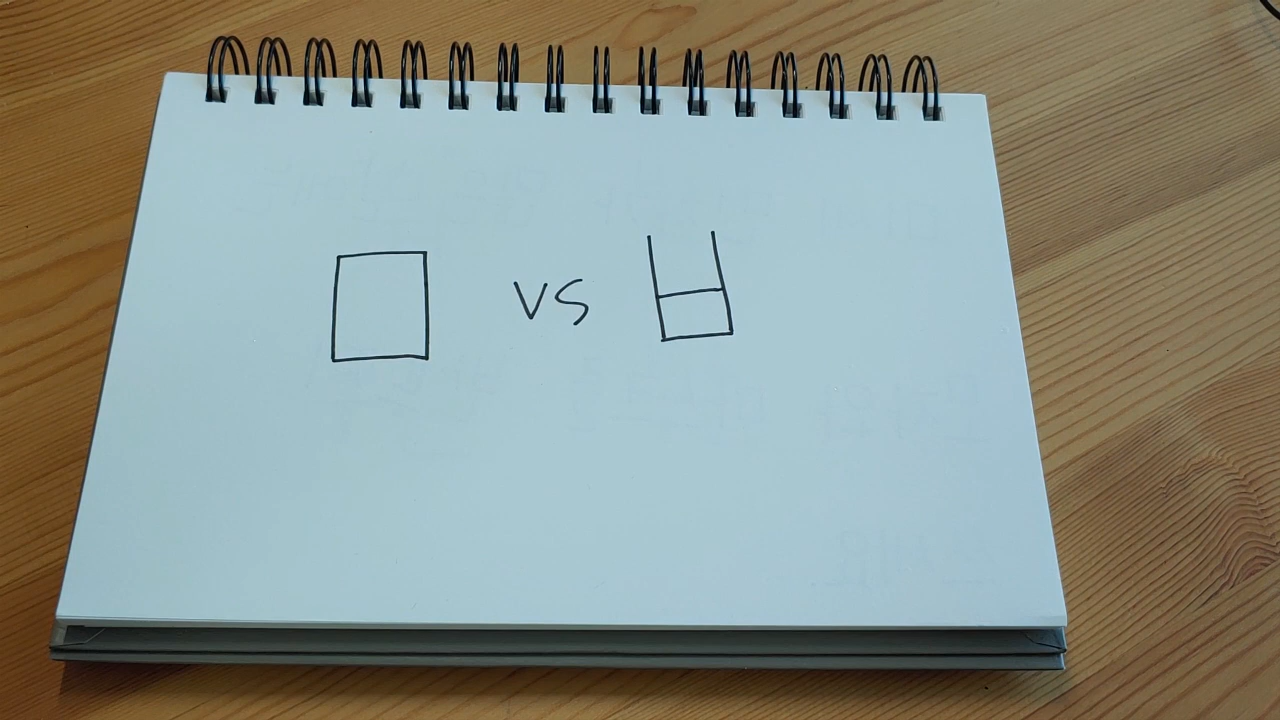 ㅁ vs ㅂ